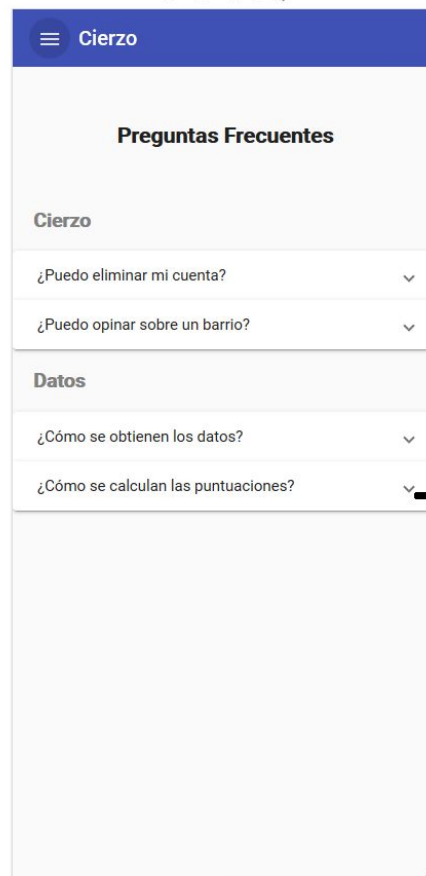 Cierzo
Preguntas Frecuentes
Cierzo
¿Puedo eliminar mi cuenta?
¿Puedo opinar sobre un barrio?
Datos
¿Cómo se obtienen los datos?
¿Cómo se calculan las puntuaciones?